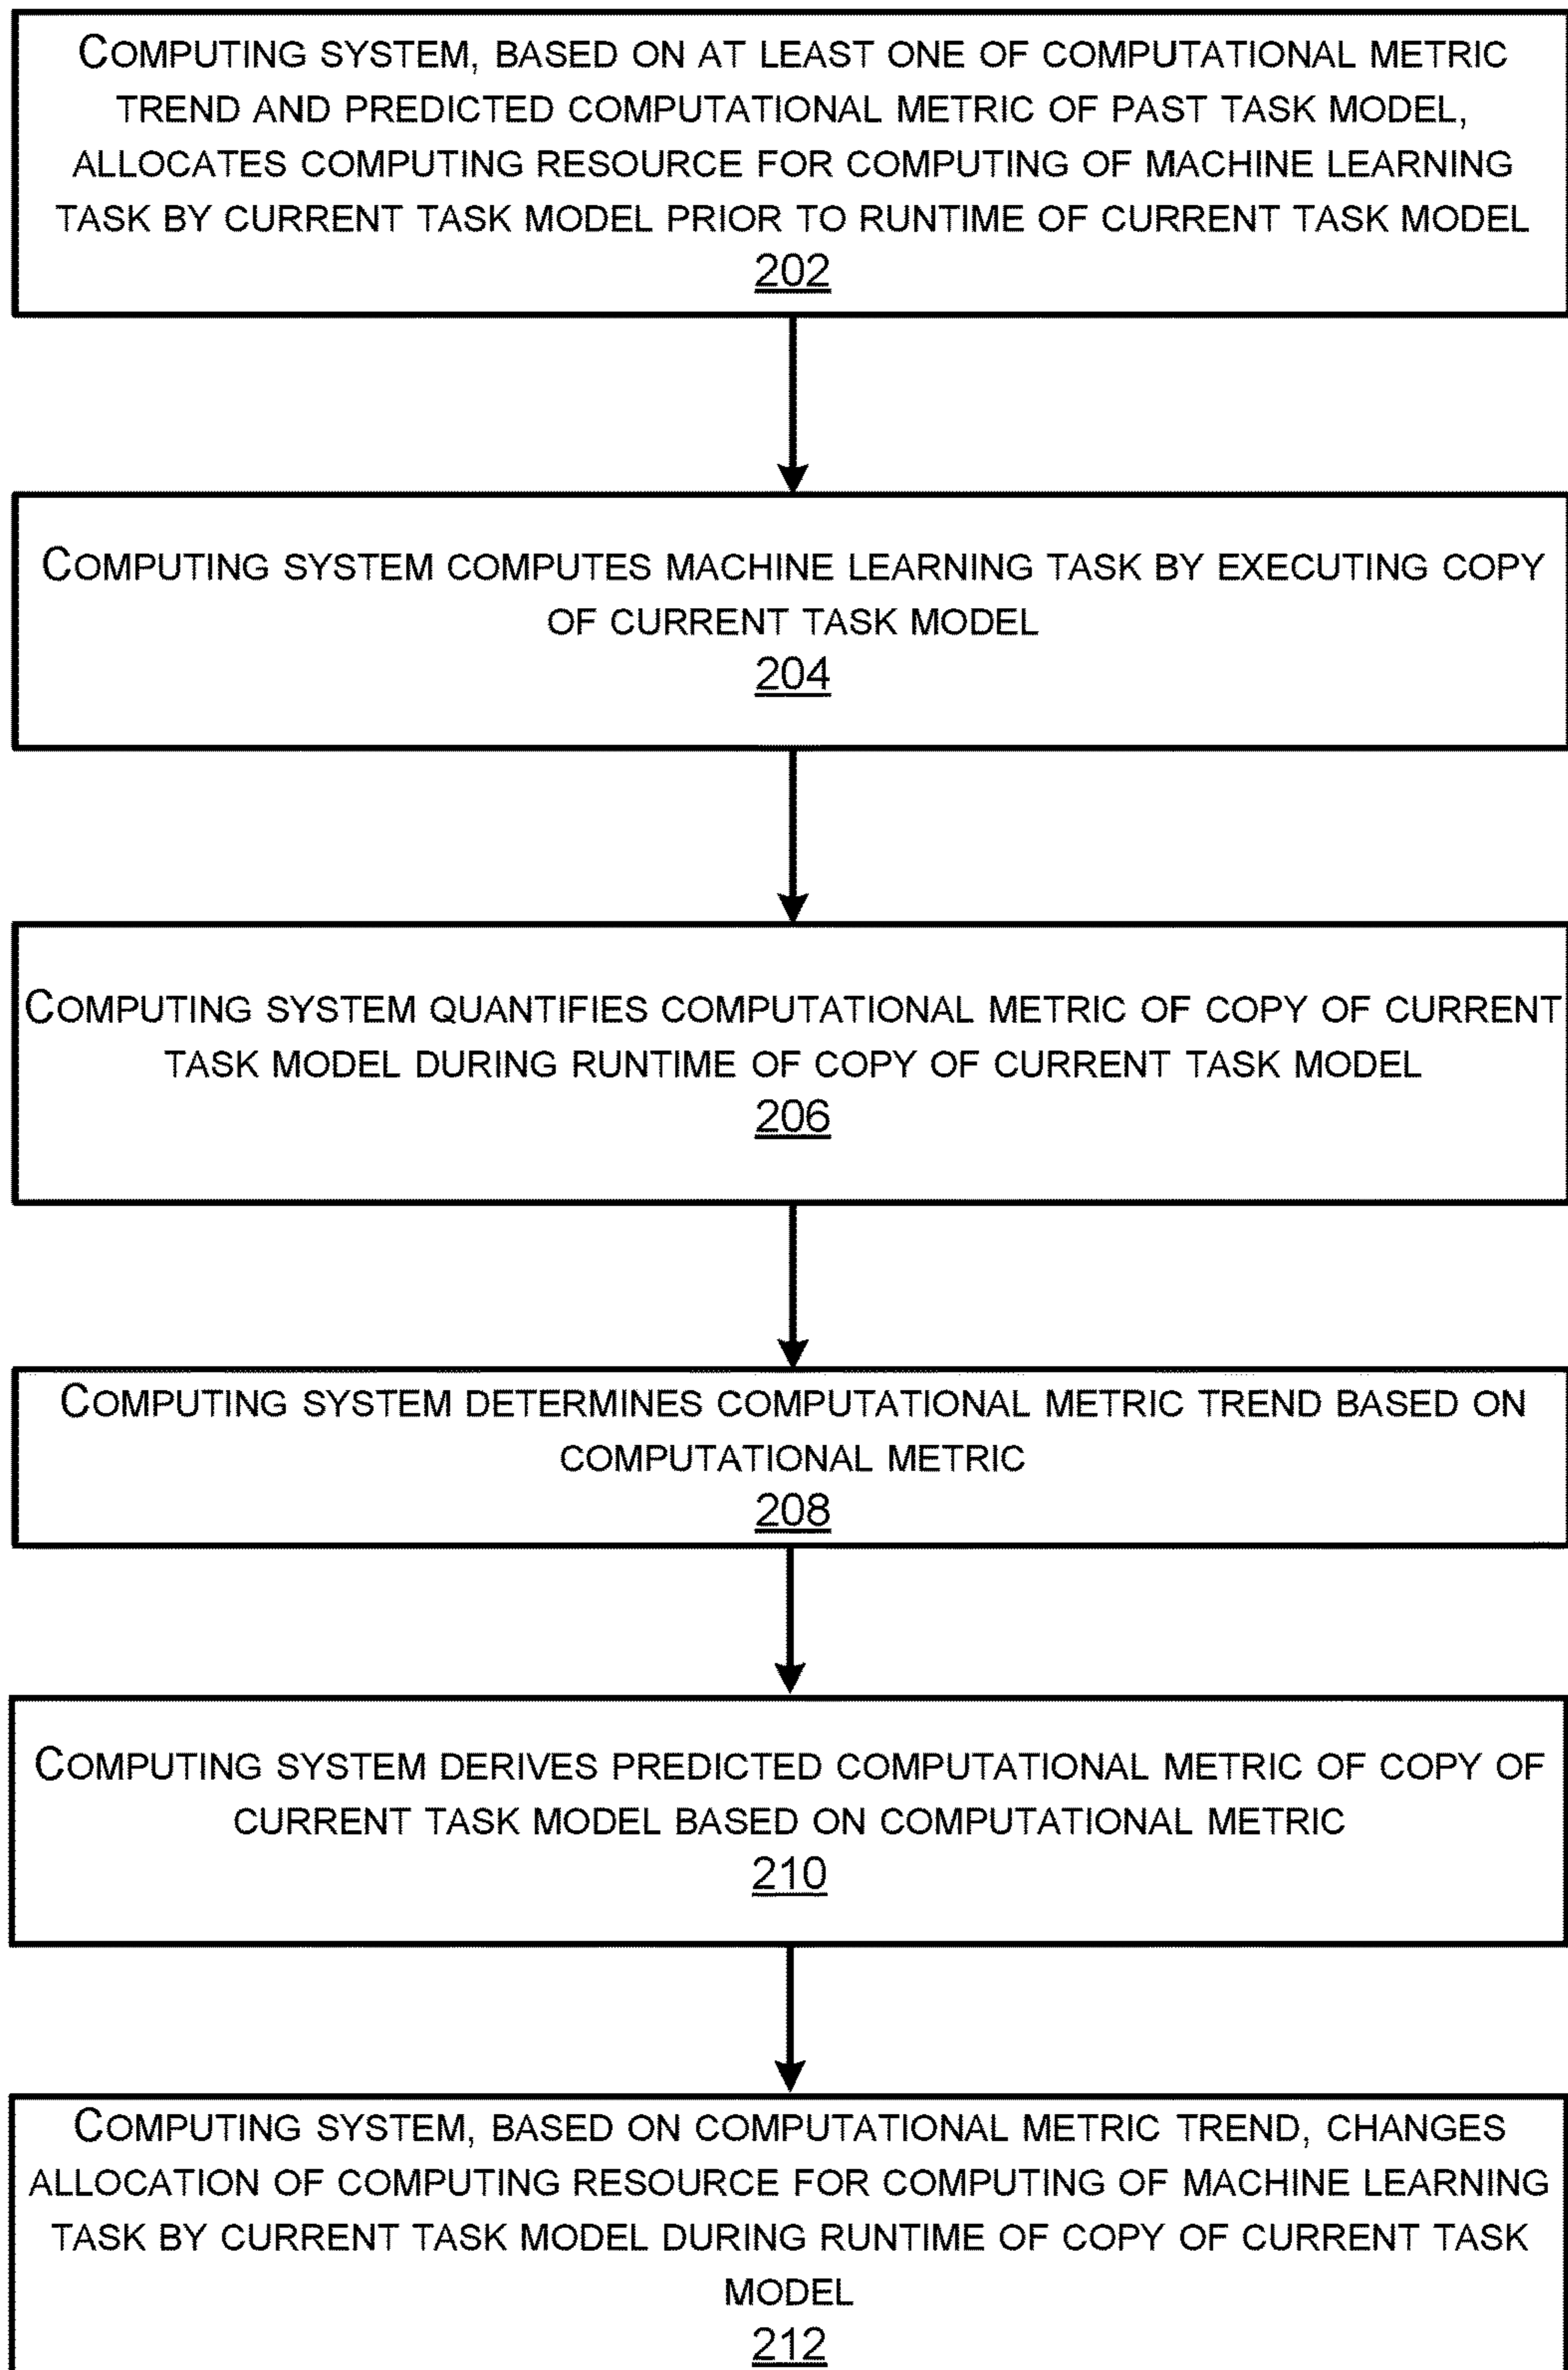 COMPUTING SYSTEM, BASED ON AT LEAST ONE OF COMPUTATIONAL METRIC
TREND AND PREDICTED COMPUTATIONAL METRIC OF PAST TASK MODEL,
ALLOCATES COMPUTING RESOURCE FOR COMPUTING OF MACHINE LEARNING
TASK BY CURRENT TASK MODEL PRIOR TO RUNTIME OF CURRENT TASK MODEL
202
COMPUTING SYSTEM COMPUTES MACHINE LEARNING TASK BY EXECUTING COPY
OF CURRENT TASK MODEL
204
COMPUTING SYSTEM QUANTIFIES COMPUTATIONAL METRIC OF COPY OF CURRENT
TASK MODEL DURING RUNTIME OF COPY OF CURRENT TASK MODEL
206
COMPUTING SYSTEM DETERMINES COMPUTATIONAL METRIC TREND BASED ON
COMPUTATIONAL METRIC
208
COMPUTING SYSTEM DERIVES PREDICTED COMPUTATIONAL METRIC OF COPY OF
CURRENT TASK MODEL BASED ON COMPUTATIONAL METRIC
210
COMPUTING SYSTEM, BASED ON COMPUTATIONAL METRIC TREND, CHANGES
ALLOCATION OF COMPUTING RESOURCE FOR COMPUTING OF MACHINE LEARNING
TASK BY CURRENT TASK MODEL DURING RUNTIME OF COPY OF CURRENT TASK
MODEL
212